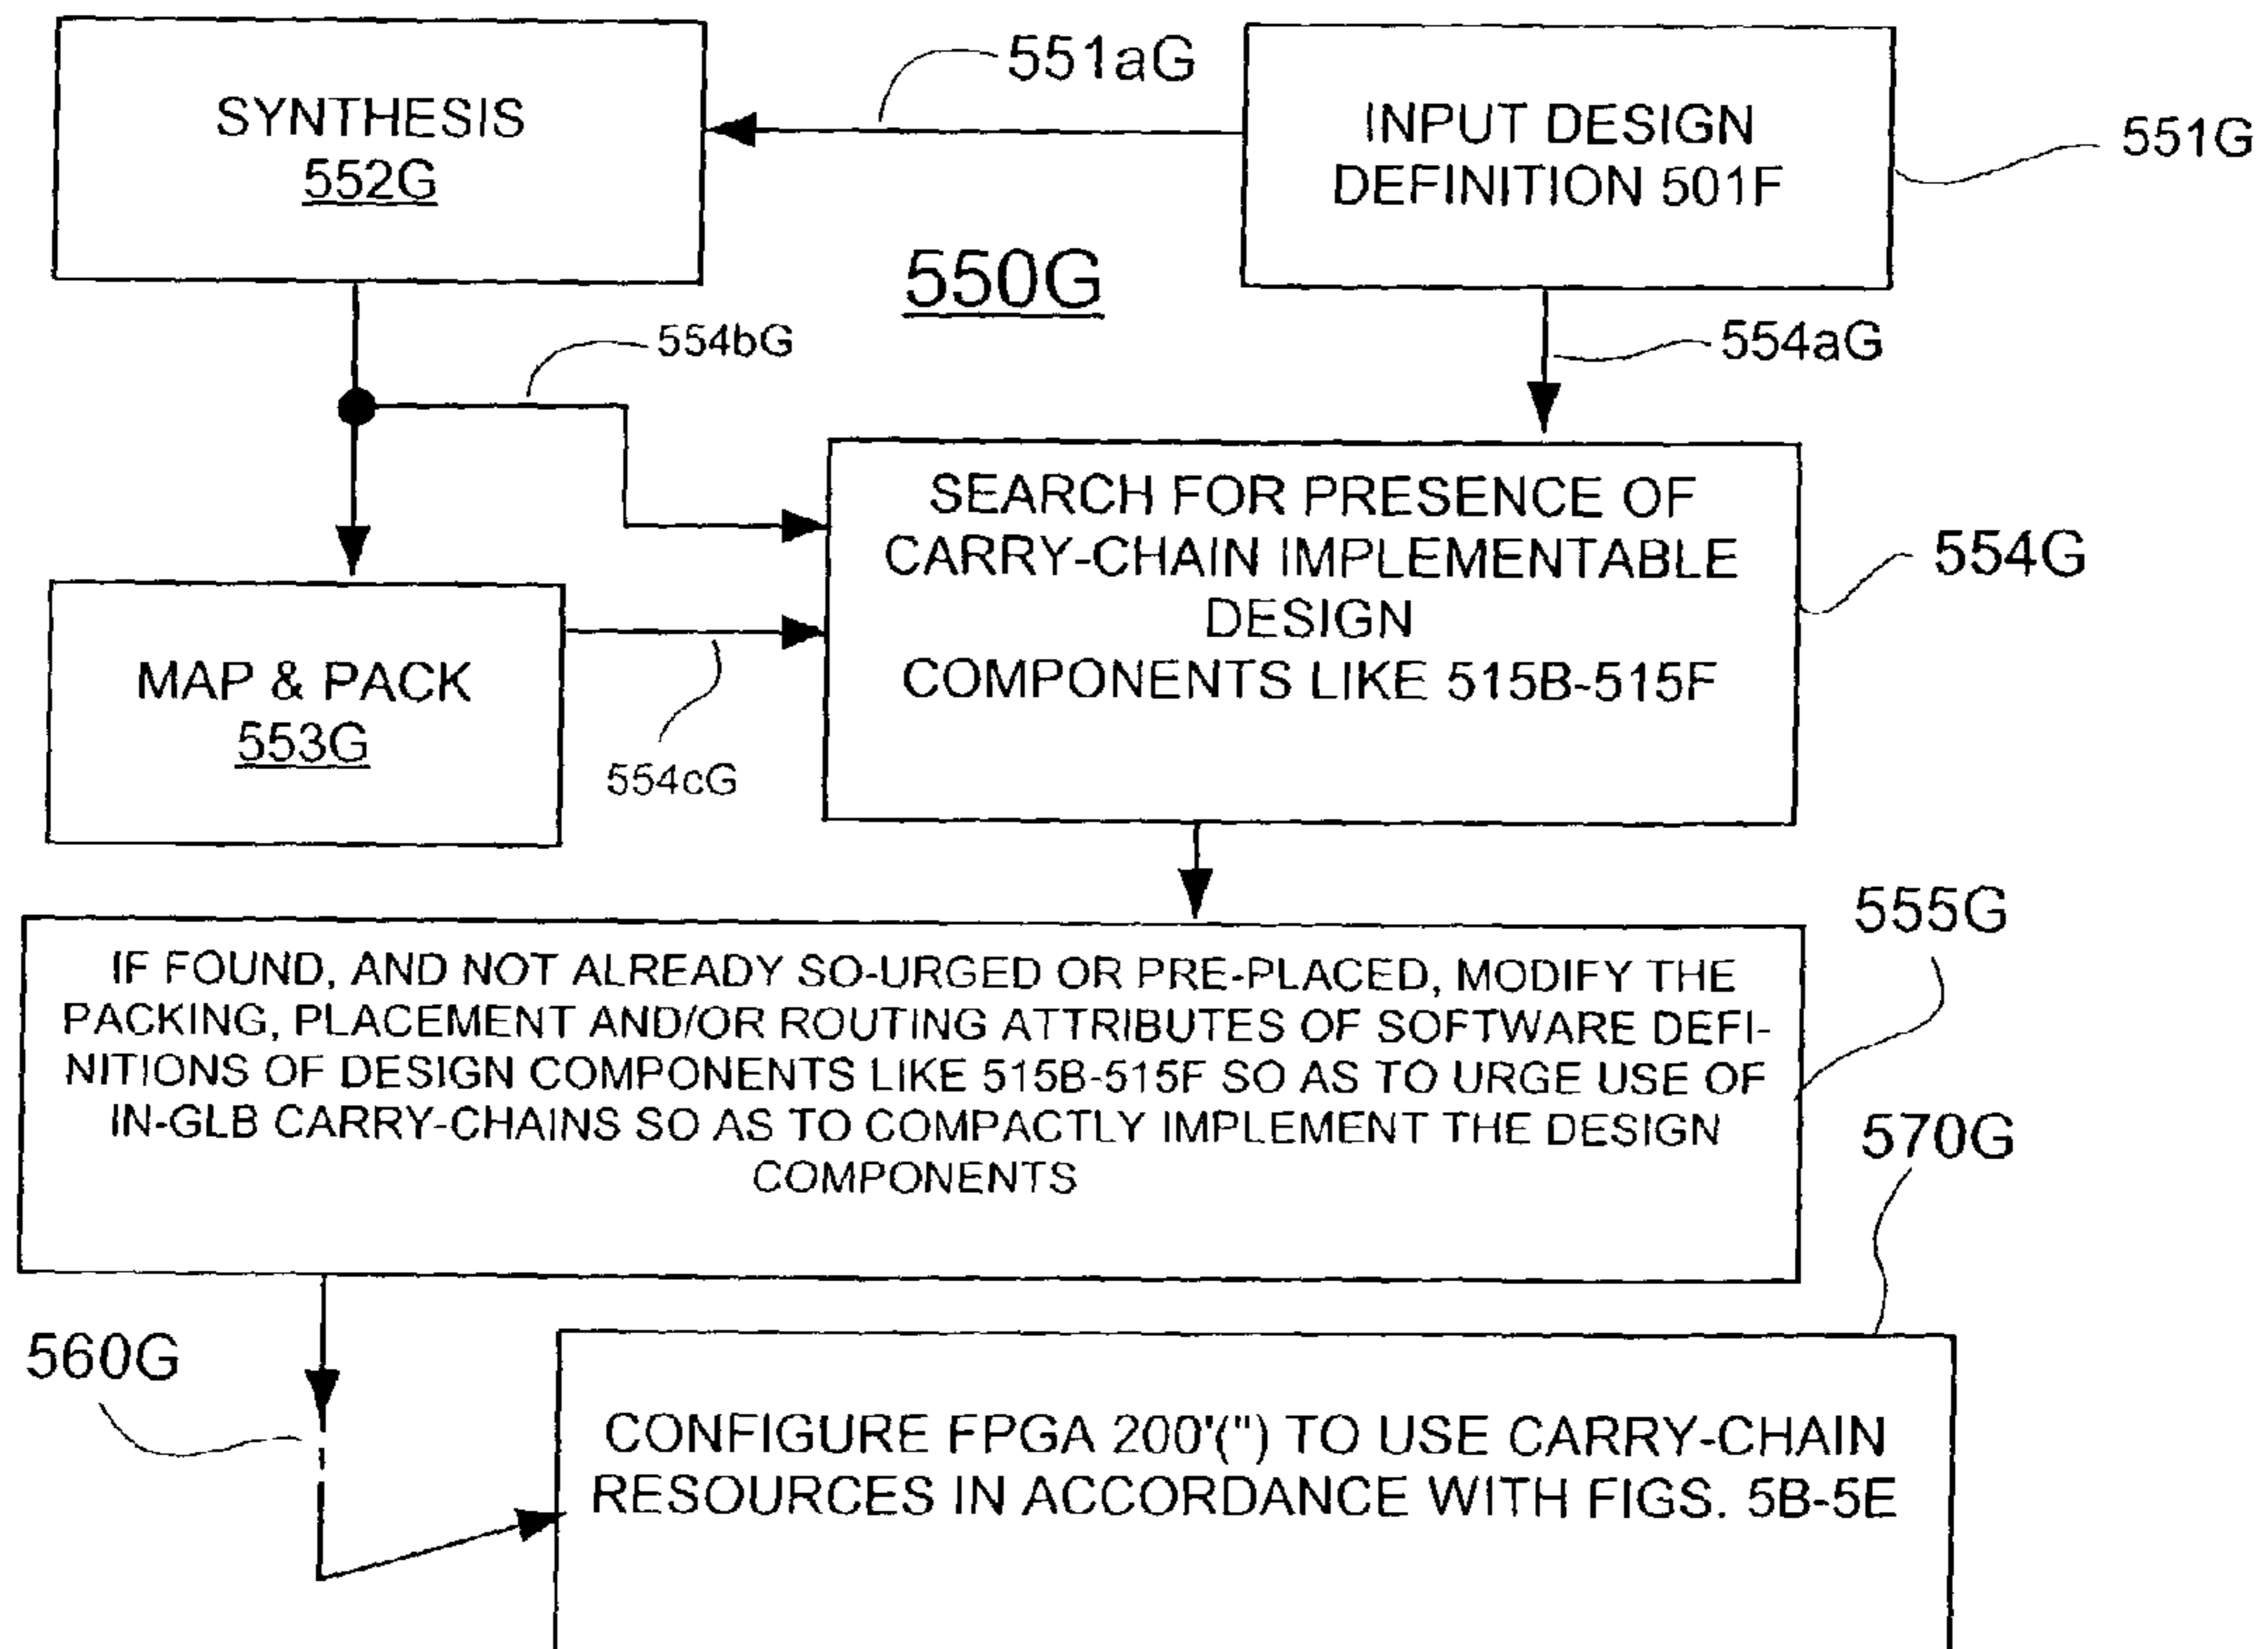 551aG
SYNTHESIS
552G
INPUT DESIGN
DEFINITION 501F
551G
550G
554bG
554aG
SEARCH FOR PRESENCE OF
CARRY-CHAIN IMPLEMENTABLE
DESIGN
COMPONENTS LIKE 515B-515F
554G
MAP & PACK
553G
554cG
555G
IF FOUND, AND NOT ALREADY SO-URGED OR PRE-PLACED, MODIFY THE
PACKING, PLACEMENT AND/OR ROUTING ATTRIBUTES OF SOFTWARE DEFI-
NITIONS OF DESIGN COMPONENTS LIKE 515B-515F SO AS TO URGE USE OF
IN-GLB CARRY-CHAINS SO AS TO COMPACTLY IMPLEMENT THE DESIGN
COMPONENTS
570G
560G
CONFIGURE FPGA 200'(") TO USE CARRY-CHAIN
RESOURCES IN ACCORDANCE WITH FIGS. 5B-5E